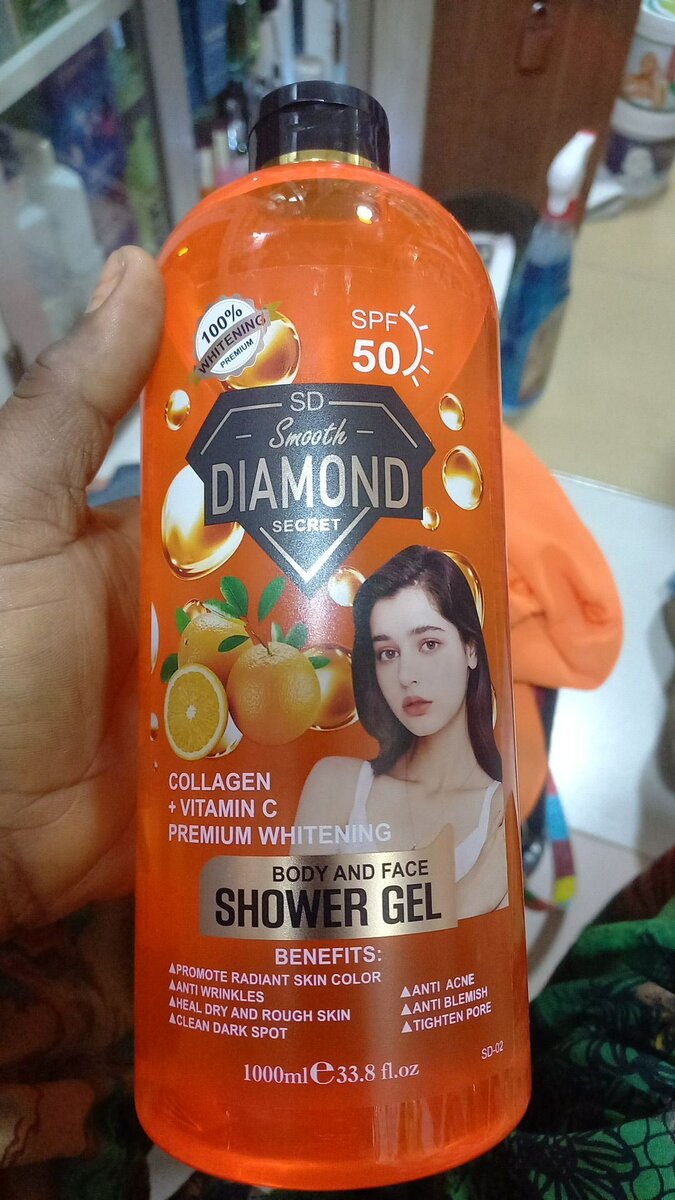 100%
WHITENING
PREMIUM
SPF
50
SD
Smooth
DIAMOND
SECRET
COLLAGEN
+ VITAMIN C
PREMIUM WHITENING
BODY AND FACE
SHOWER GEL
BENEFITS:
▲PROMOTE RADIANT SKIN COLOR
▲ANTI WRINKLES
▲HEAL DRY AND ROUGH SKIN
▲CLEAN DARK SPOT
▲ANTI ACNE
▲ANTI BLEMISH
▲TIGHTEN PORE
SD-02
1000ml℮33.8 fl.oz